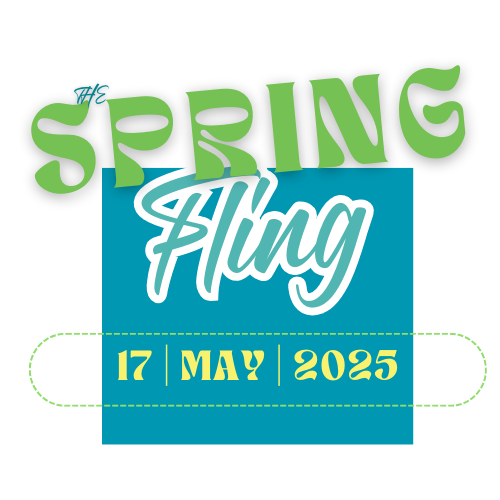 THE
SPRING
Fling
17 | MAY | 2025